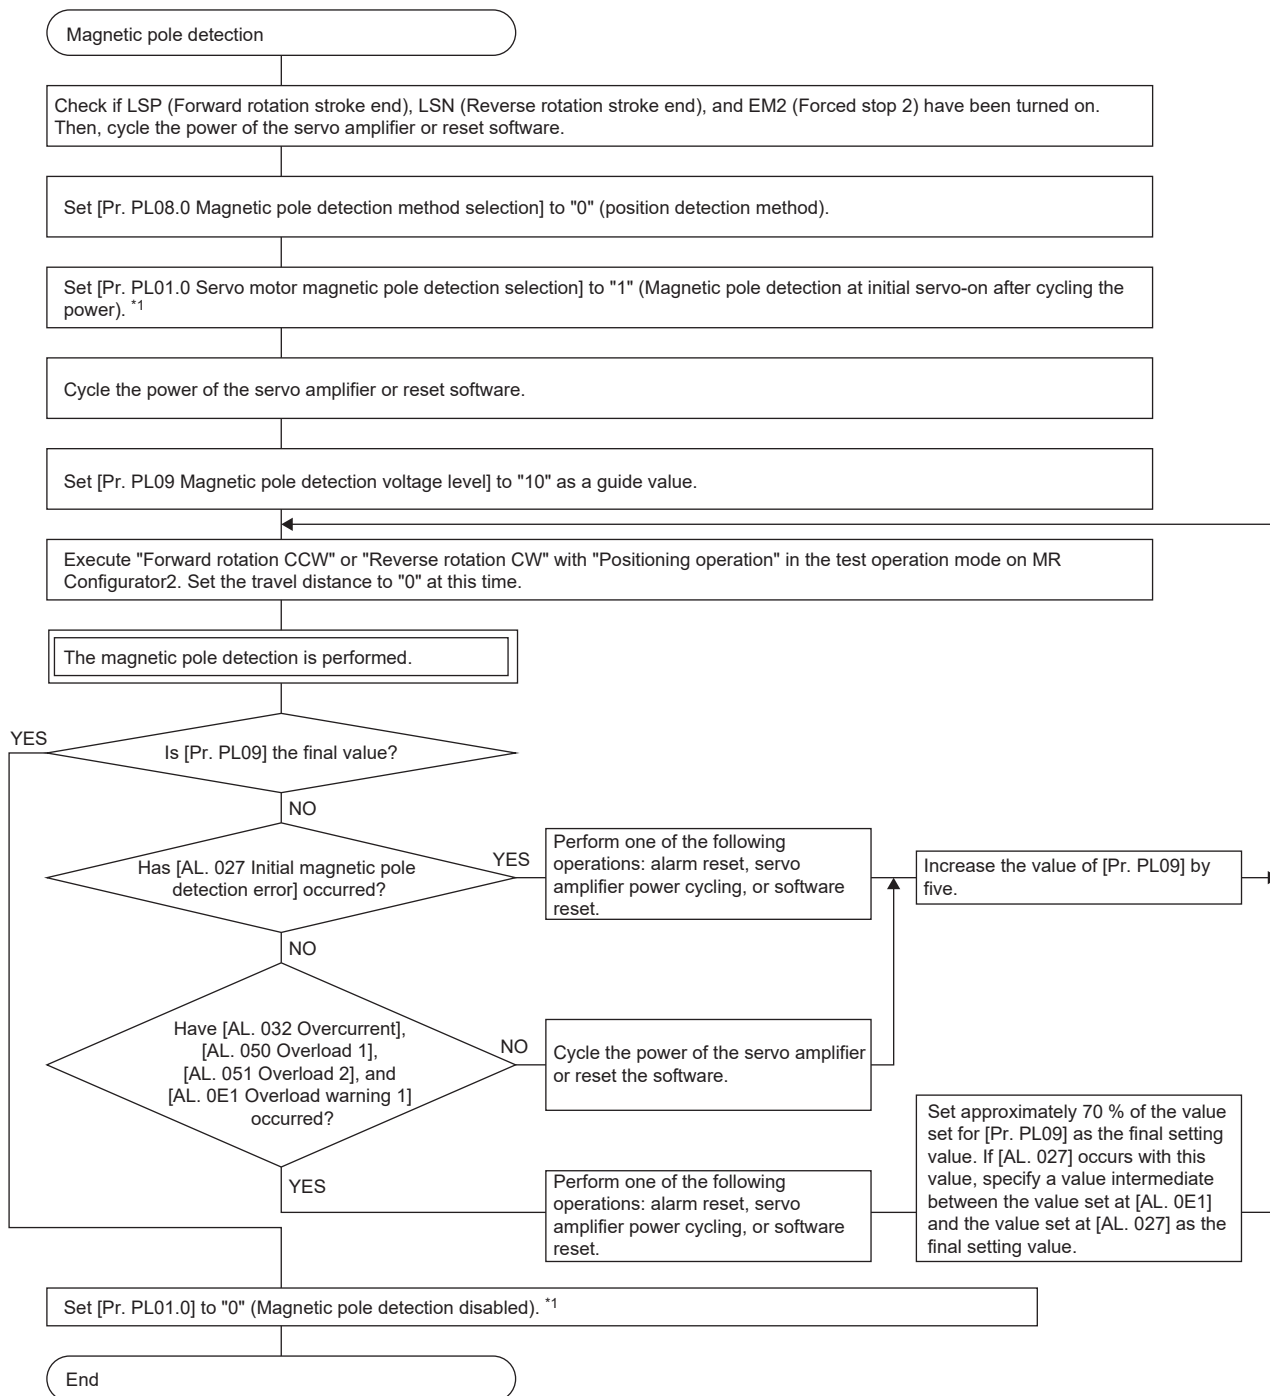 Magnetic pole detection
Check if LSP (Forward rotation stroke end), LSN (Reverse rotation stroke end), and EM2 (Forced stop 2) have been turned on.
Then, cycle the power of the servo amplifier or reset software.
Set [Pr. PL08.0 Magnetic pole detection method selection] to "0" (position detection method).
Set [Pr. PL01.0 Servo motor magnetic pole detection selection] to "1" (Magnetic pole detection at initial servo-on after cycling the
power). *1
Cycle the power of the servo amplifier or reset software.
Set [Pr. PL09 Magnetic pole detection voltage level] to "10" as a guide value.
Execute "Forward rotation CCW" or "Reverse rotation CW" with "Positioning operation" in the test operation mode on MR
Configurator2. Set the travel distance to "0" at this time.
The magnetic pole detection is performed.
YES
Is [Pr. PL09] the final value?
NO
Has [AL. 027 Initial magnetic pole
detection error] occurred?
YES
Perform one of the following
operations: alarm reset, servo
amplifier power cycling, or software
reset.
Increase the value of [Pr. PL09] by
five.
NO
Have [AL. 032 Overcurrent],
[AL. 050 Overload 1],
[AL. 051 Overload 2], and
[AL. 0E1 Overload warning 1]
occurred?
NO
Cycle the power of the servo amplifier
or reset the software.
YES
Perform one of the following
operations: alarm reset, servo
amplifier power cycling, or software
reset.
Set approximately 70 % of the value
set for [Pr. PL09] as the final setting
value. If [AL. 027] occurs with this
value, specify a value intermediate
between the value set at [AL. 0E1]
and the value set at [AL. 027] as the
final setting value.
Set [Pr. PL01.0] to "0" (Magnetic pole detection disabled). *1
End